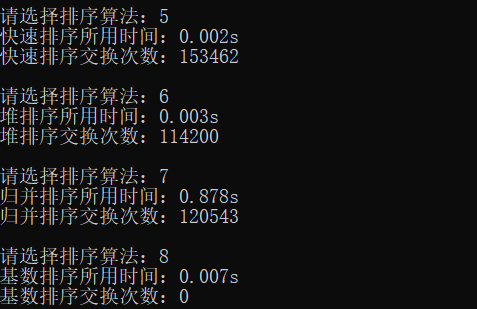 请选择排序算法：5
快速排序所用时间：0.002s
快速排序交换次数：153462
请选择排序算法：6
堆排序所用时间：0.003s
堆排序交换次数：114200
请选择排序算法：7
归并排序所用时间：0.878s
归并排序交换次数：120543
请选择排序算法：8
基数排序所用时间：0.007s
基数排序交换次数：0